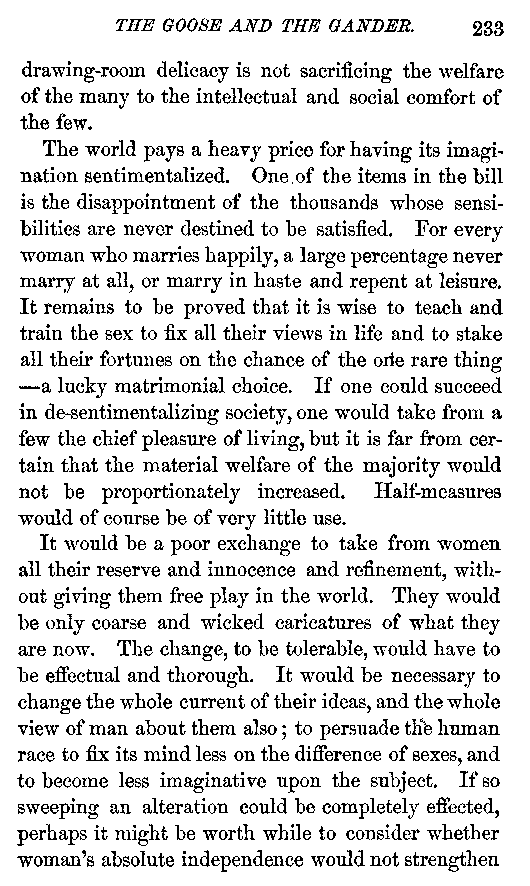 THE GOOSE AND THE GANDER. 233
drawing-room delicacy is not sacrificing the welfare
of the many to the intellectual and social comfort of
the few.
The world pays a heavy price for having its imagi-
nation sentimentalized. One of the items in the bill
is the disappointment of the thousands whose sensi-
bilities are never destined to be satisfied. For every
woman who marries happily, a large percentage never
marry at all, or marry in haste and repent at leisure.
It remains to be proved that it is wise to teach and
train the sex to fix all their views in life and to stake
all their fortunes on the chance of the one rare thing
—a lucky matrimonial choice. If one could succeed
in de-sentimentalizing society, one would take from a
few the chief pleasure of living, but it is far from cer-
tain that the material welfare of the majority would
not be proportionately increased. Half-measures
would of course be of very little use.
It would be a poor exchange to take from women
all their reserve and innocence and refinement, with-
out giving them free play in the world. They would
be only coarse and wicked caricatures of what they
are now. The change, to be tolerable, would have to
be effectual and thorough. It would be necessary to
change the whole current of their ideas, and the whole
view of man about them also; to persuade the human
race to fix its mind less on the difference of sexes, and
to become less imaginative upon the subject. If so
sweeping an alteration could be completely effected,
perhaps it might be worth while to consider whether
woman's absolute independence would not strengthen